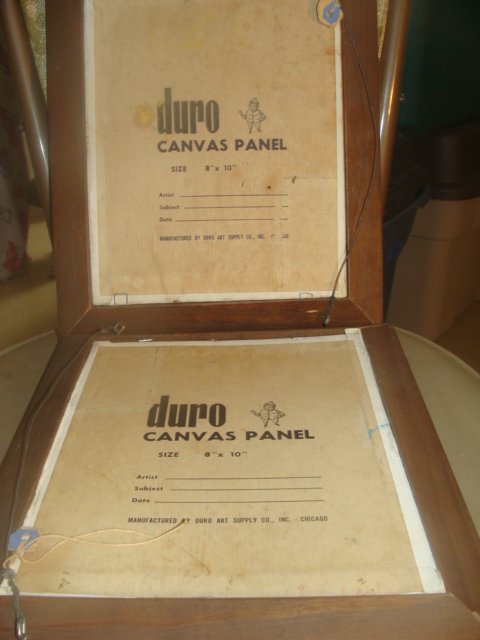 duro
CANVAS PANEL
SIZE 8"x 10"
Artist
Subject
Date
MANUFACTURED BY DURO ART SUPPLY CO., INC. - CHICAGO
duro
CANVAS PANEL
SIZE 8"x 10"
Artist
Subject
Date
MANUFACTURED BY DURO ART SUPPLY CO., INC. - CHICAGO